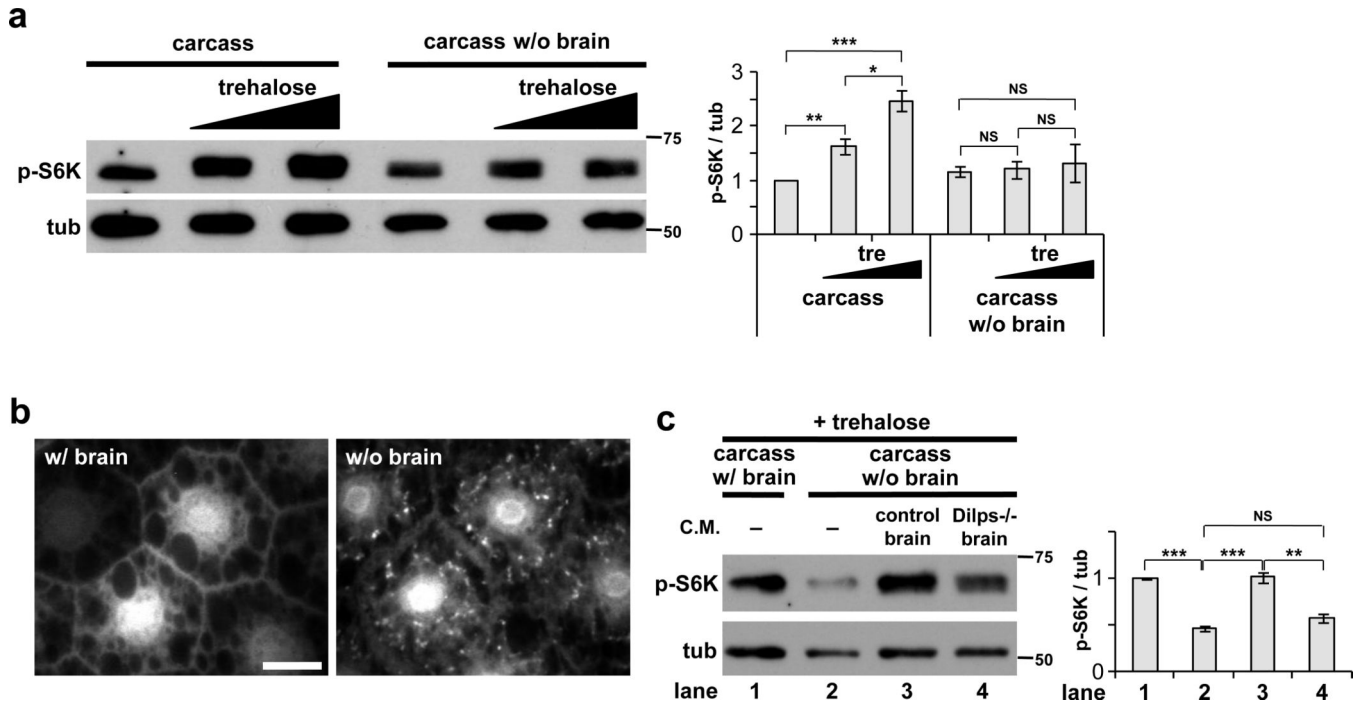 a
carcass
carcass w/o brain
trehalose
trehalose
75
p-S6K
tub
50
***
*
**
NS
NS
NS
3
2
1
0
p-S6K / tub
tre
tre
carcass
carcass
w/o brain
b
w/ brain
w/o brain
c
+ trehalose
carcass
w/ brain
carcass
w/o brain
C.M.
–
–
control
brain
Dilps-/-
brain
75
p-S6K
tub
50
lane
1
2
3
4
NS
***
***
**
1
0
p-S6K / tub
lane
1
2
3
4